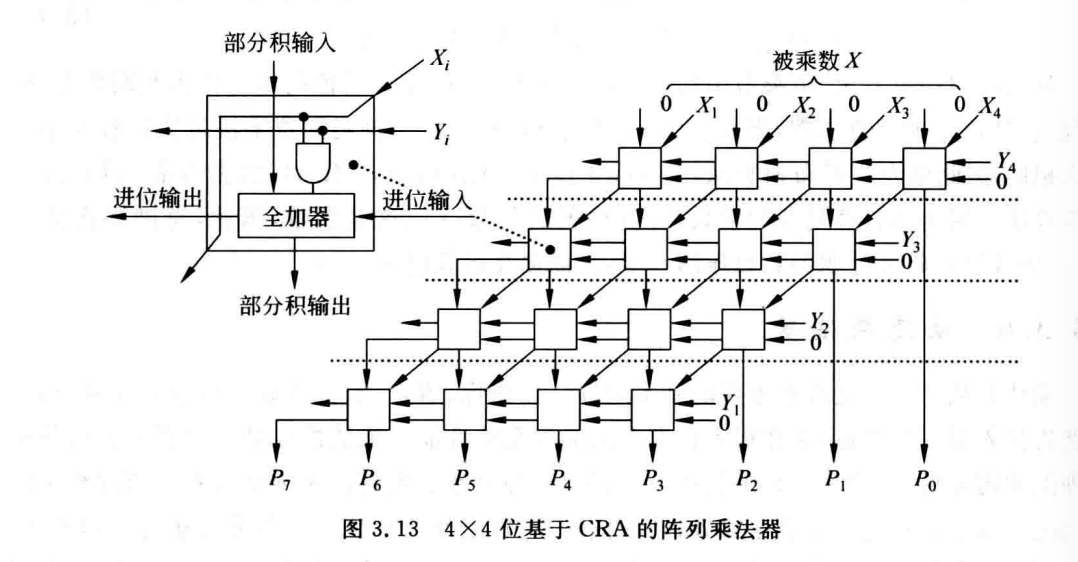 部分积输入
X_i
Y_i
进位输出
全加器
进位输入
部分积输出
被乘数 X
0 X_1 0 X_2 0 X_3 0 X_4
Y_4
0
Y_3
0
Y_2
0
Y_1
0
P_7 P_6 P_5 P_4 P_3 P_2 P_1 P_0
图 3.13 4×4 位基于 CRA 的阵列乘法器